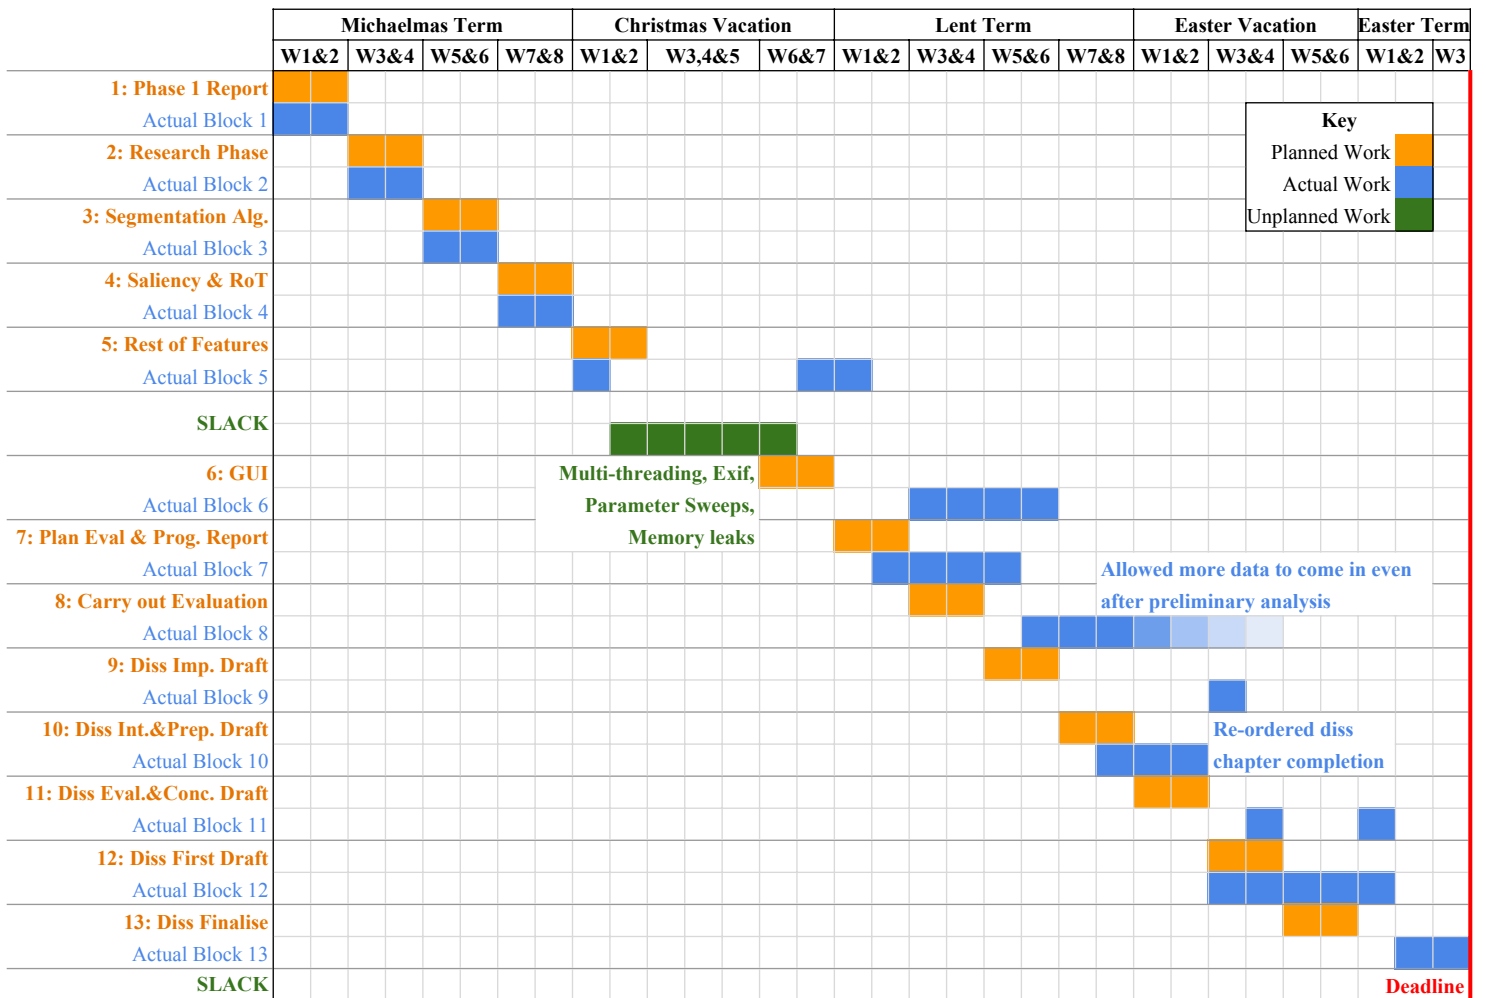 Michaelmas Term Christmas Vacation Lent Term Easter Vacation Easter Term
W1&2 W3&4 W5&6 W7&8 W1&2 W3,4&5 W6&7 W1&2 W3&4 W5&6 W7&8 W1&2 W3&4 W5&6 W1&2 W3
1: Phase 1 Report
Actual Block 1
Key
2: Research Phase
Planned Work
Actual Block 2
Actual Work
3: Segmentation Alg.
Unplanned Work
Actual Block 3
4: Saliency & RoT
Actual Block 4
5: Rest of Features
Actual Block 5
SLACK
6: GUI
Multi-threading, Exif,
Actual Block 6
Parameter Sweeps,
7: Plan Eval & Prog. Report
Memory leaks
Actual Block 7
Allowed more data to come in even
8: Carry out Evaluation
after preliminary analysis
Actual Block 8
9: Diss Imp. Draft
Actual Block 9
10: Diss Int.&Prep. Draft
Re-ordered diss
Actual Block 10
chapter completion
11: Diss Eval.&Conc. Draft
Actual Block 11
12: Diss First Draft
Actual Block 12
13: Diss Finalise
Actual Block 13
SLACK
Deadline